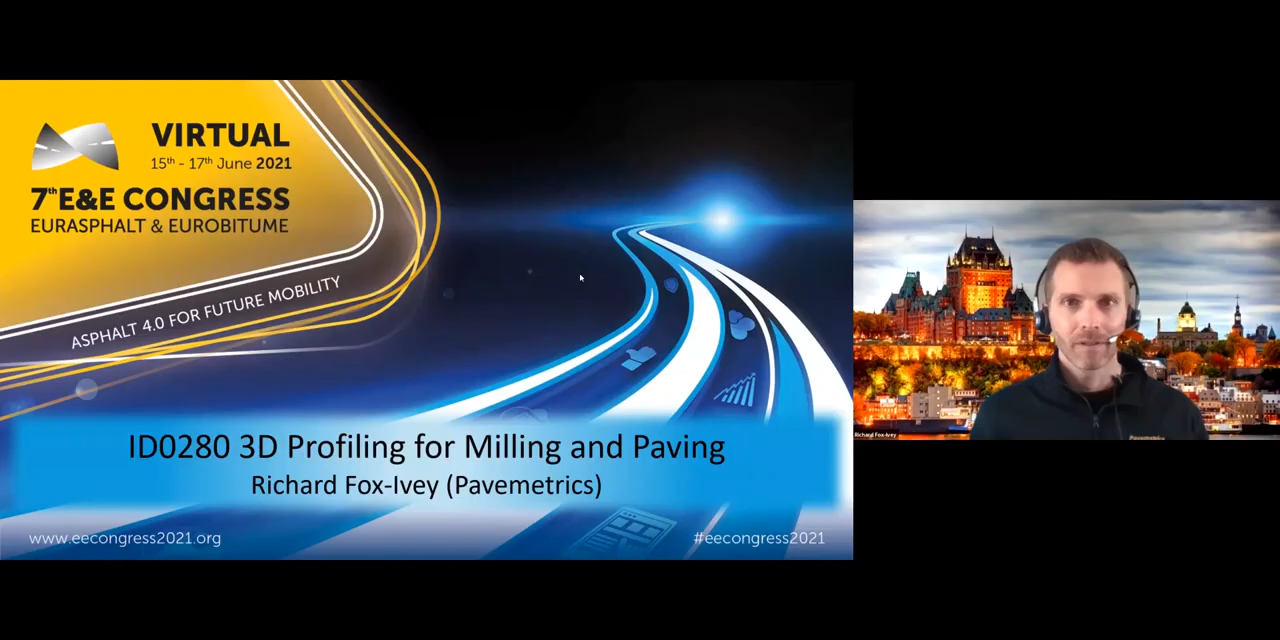 VIRTUAL
15th - 17th June 2021
7th E&E CONGRESS
EURASPHALT & EUROBITUME
ASPHALT 4.0 FOR FUTURE MOBILITY
ID0280 3D Profiling for Milling and Paving
Richard Fox-Ivey (Pavemetrics)
www.eecongress2021.org
#eecongress2021
Richard Fox-Ivey